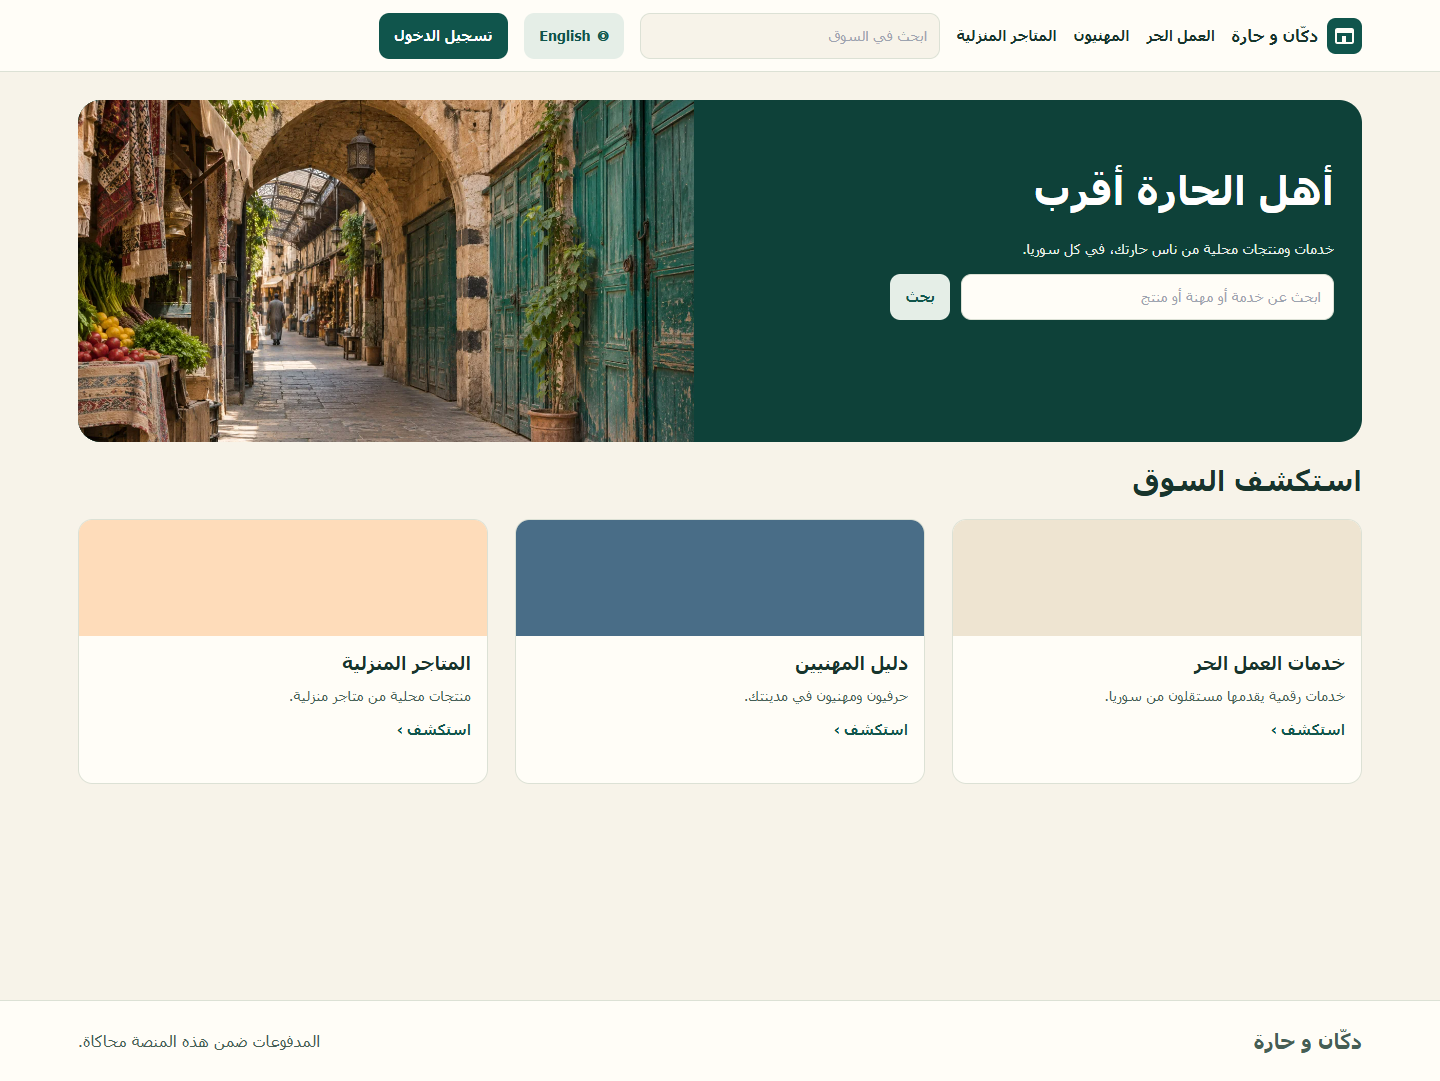 دكّان و حارة
العمل الحر
المهنيون
المتاجر المنزلية
ابحث في السوق
English
تسجيل الدخول
أهل الحارة أقرب
خدمات ومنتجات محلية من ناس حارتك، في كل سوريا.
ابحث عن خدمة أو مهنة أو منتج
بحث
استكشف السوق
خدمات العمل الحر
خدمات رقمية يقدمها مستقلون من سوريا.
استكشف ›
دليل المهنيين
حرفيون ومهنيون في مدينتك.
استكشف ›
المتاجر المنزلية
منتجات محلية من متاجر منزلية.
استكشف ›
دكّان و حارة
المدفوعات ضمن هذه المنصة محاكاة.